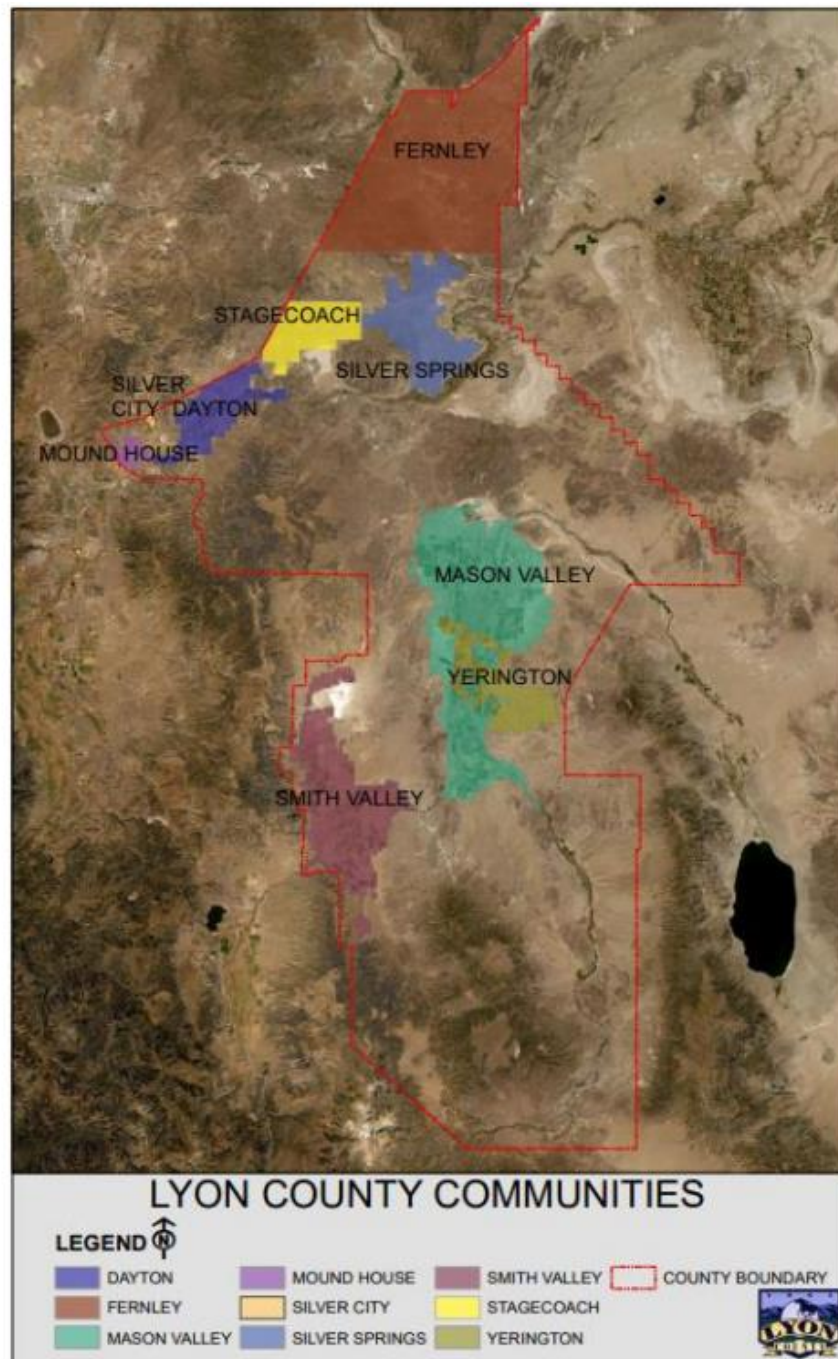 FERNLEY
STAGECOACH
SILVER SPRINGS
SILVER
CITY DAYTON
MOUND HOUSE
MASON VALLEY
YERINGTON
SMITH VALLEY
LYON COUNTY COMMUNITIES
LEGEND N
DAYTON MOUND HOUSE SMITH VALLEY COUNTY BOUNDARY
FERNLEY SILVER CITY STAGECOACH
MASON VALLEY SILVER SPRINGS YERINGTON
LYON
COUNTY